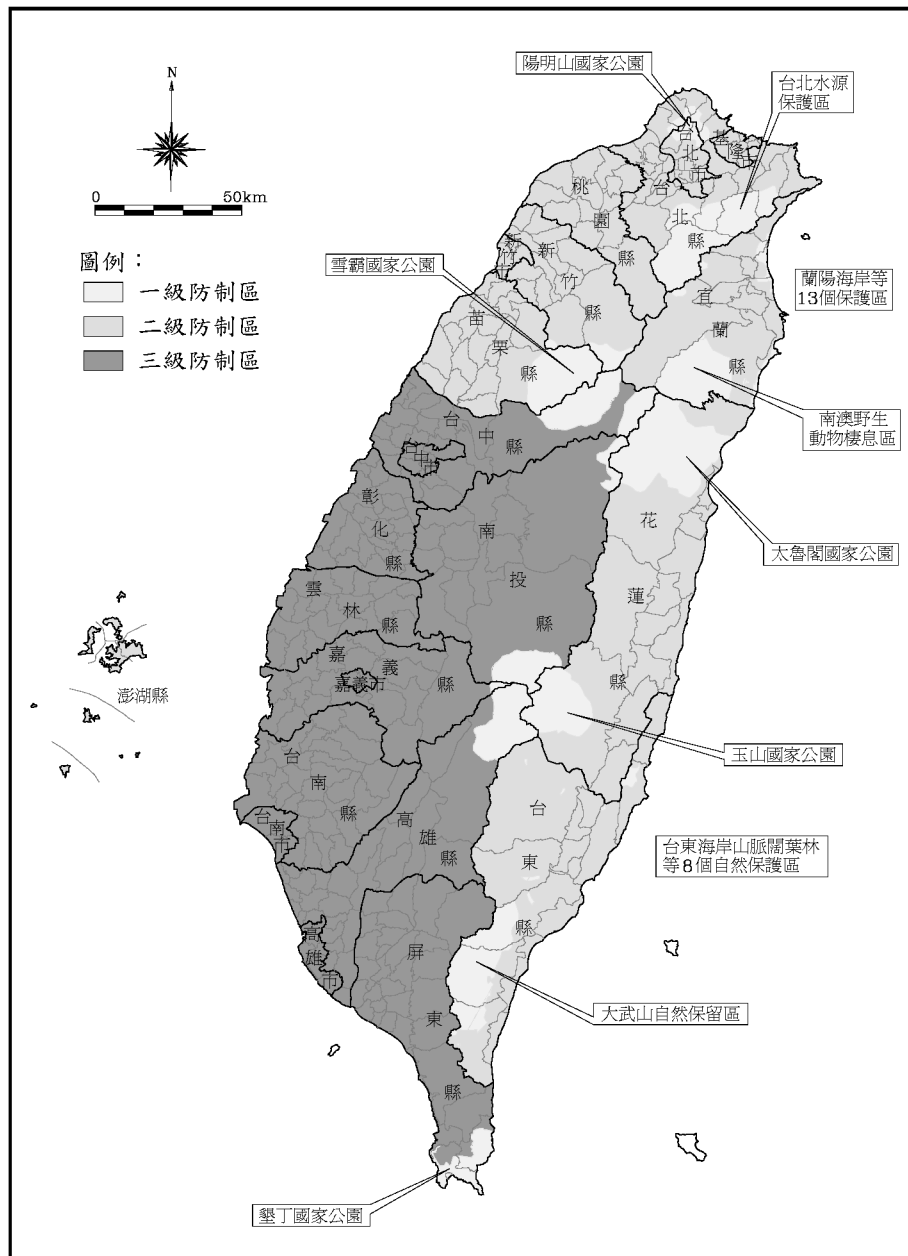 陽明山國家公園
台北水源
保護區
N
0 50km
圖例：
一級防制區
二級防制區
三級防制區
雪霸國家公園
蘭陽海岸等
13個保護區
南澳野生
動物棲息區
太魯閣國家公園
玉山國家公園
台東海岸山脈闊葉林
等8個自然保護區
大武山自然保留區
墾丁國家公園
台北市
基隆市
台北縣
桃園縣
新竹市
新竹縣
苗栗縣
宜蘭縣
台中縣
台中市
彰化縣
南投縣
花蓮縣
雲林縣
嘉義縣
嘉義市
澎湖縣
台南縣
台南市
高雄縣
台東縣
高雄市
屏東縣